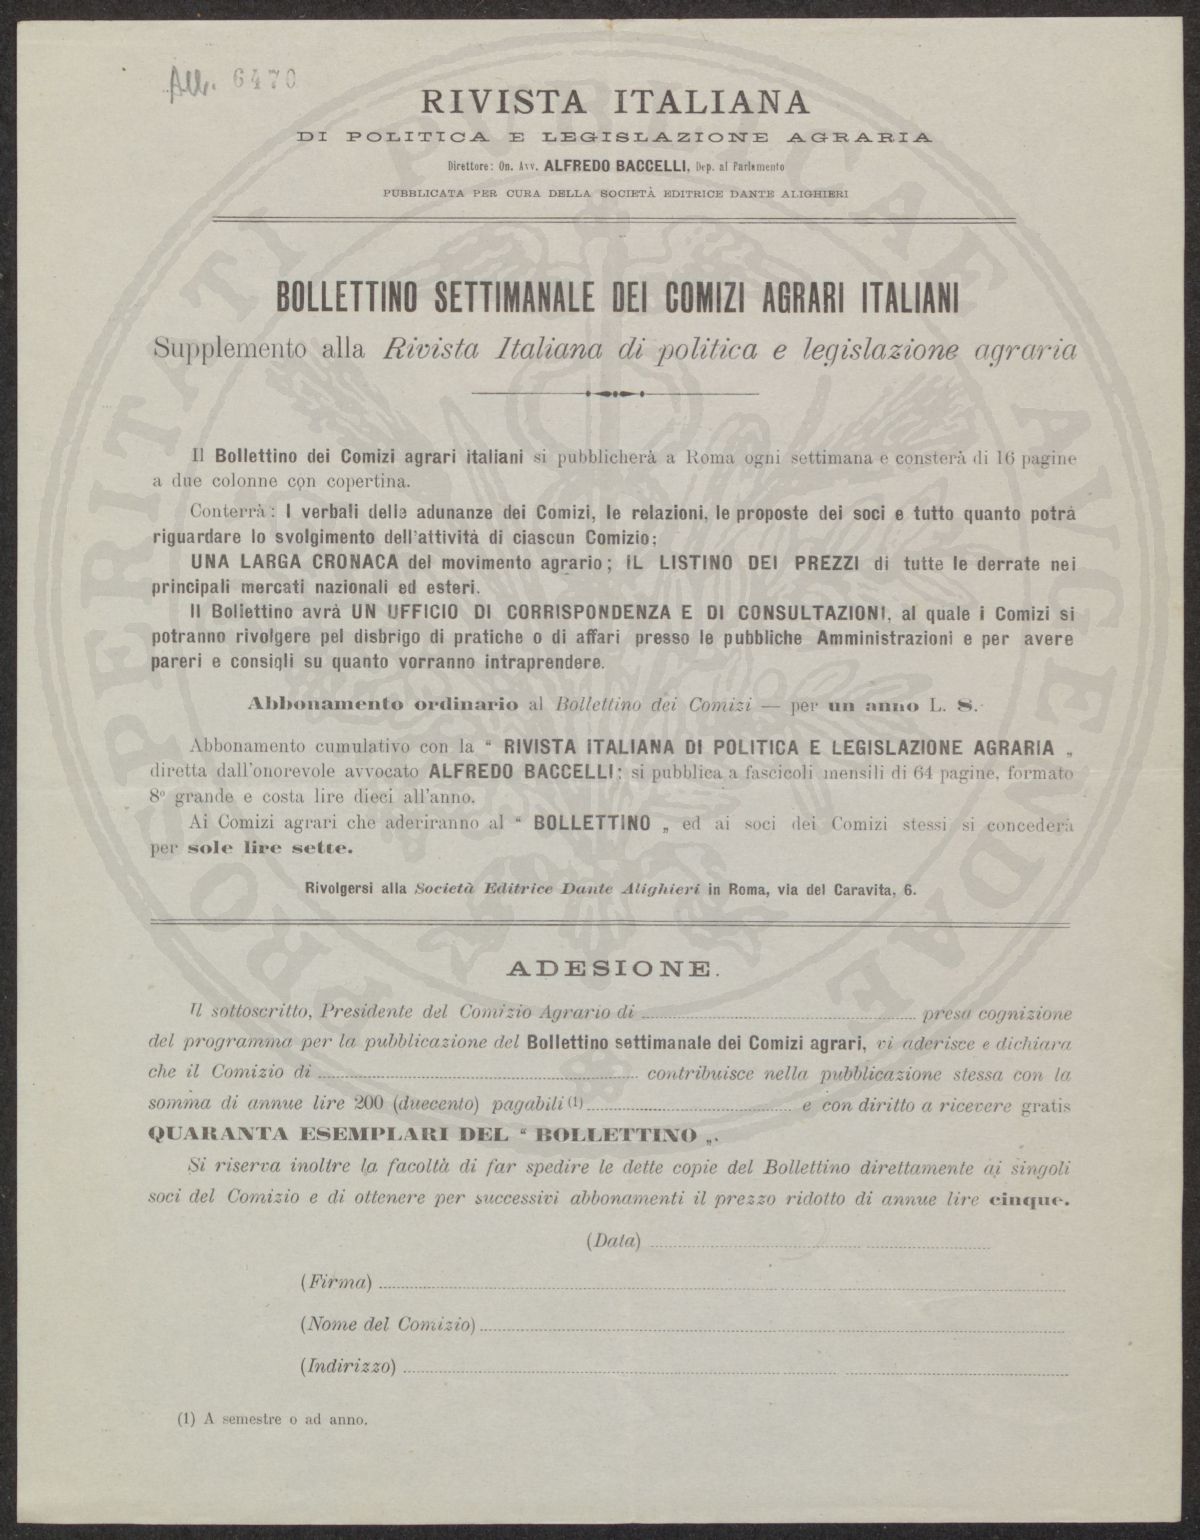 All. 6470
RIVISTA ITALIANA
DI POLITICA E LEGISLAZIONE AGRARIA
Direttore: On. Avv. ALFREDO BACCELLI, Dep. al Parlamento
PUBBLICATA PER CURA DELLA SOCIETÀ EDITRICE DANTE ALIGHIERI
BOLLETTINO SETTIMANALE DEI COMIZI AGRARI ITALIANI
Supplemento alla Rivista Italiana di politica e legislazione agraria
Il Bollettino dei Comizi agrari italiani si pubblicherà a Roma ogni settimana e consterà di 16 pagine
a due colonne con copertina.
Conterrà: I verbali delle adunanze dei Comizi, le relazioni, le proposte dei soci e tutto quanto potrà
riguardare lo svolgimento dell'attività di ciascun Comizio;
UNA LARGA CRONACA del movimento agrario; IL LISTINO DEI PREZZI di tutte le derrate nei
principali mercati nazionali ed esteri.
Il Bollettino avrà UN UFFICIO DI CORRISPONDENZA E DI CONSULTAZIONI, al quale i Comizi si
potranno rivolgere pel disbrigo di pratiche o di affari presso le pubbliche Amministrazioni e per avere
pareri e consigli su quanto vorranno intraprendere.
Abbonamento ordinario al Bollettino dei Comizi — per un anno L. 8.
Abbonamento cumulativo con la “ RIVISTA ITALIANA DI POLITICA E LEGISLAZIONE AGRARIA „
diretta dall'onorevole avvocato ALFREDO BACCELLI; si pubblica a fascicoli mensili di 64 pagine, formato
8º grande e costa lire dieci all'anno.
Ai Comizi agrari che aderiranno al “ BOLLETTINO „ ed ai soci dei Comizi stessi si concederà
per sole lire sette.
Rivolgersi alla Società Editrice Dante Alighieri in Roma, via del Caravita, 6.
ADESIONE.
Il sottoscritto, Presidente del Comizio Agrario di ........ presa cognizione
del programma per la pubblicazione del Bollettino settimanale dei Comizi agrari, vi aderisce e dichiara
che il Comizio di ........ contribuisce nella pubblicazione stessa con la
somma di annue lire 200 (duecento) pagabili (1) ........ e con diritto a ricevere gratis
QUARANTA ESEMPLARI DEL “ BOLLETTINO „.
Si riserva inoltre la facoltà di far spedire le dette copie del Bollettino direttamente ai singoli
soci del Comizio e di ottenere per successivi abbonamenti il prezzo ridotto di annue lire cinque.
(Data) ........
(Firma) ........
(Nome del Comizio) ........
(Indirizzo) ........
(1) A semestre o ad anno.
PROSPERITATI PVBLICAE AVGENDAE